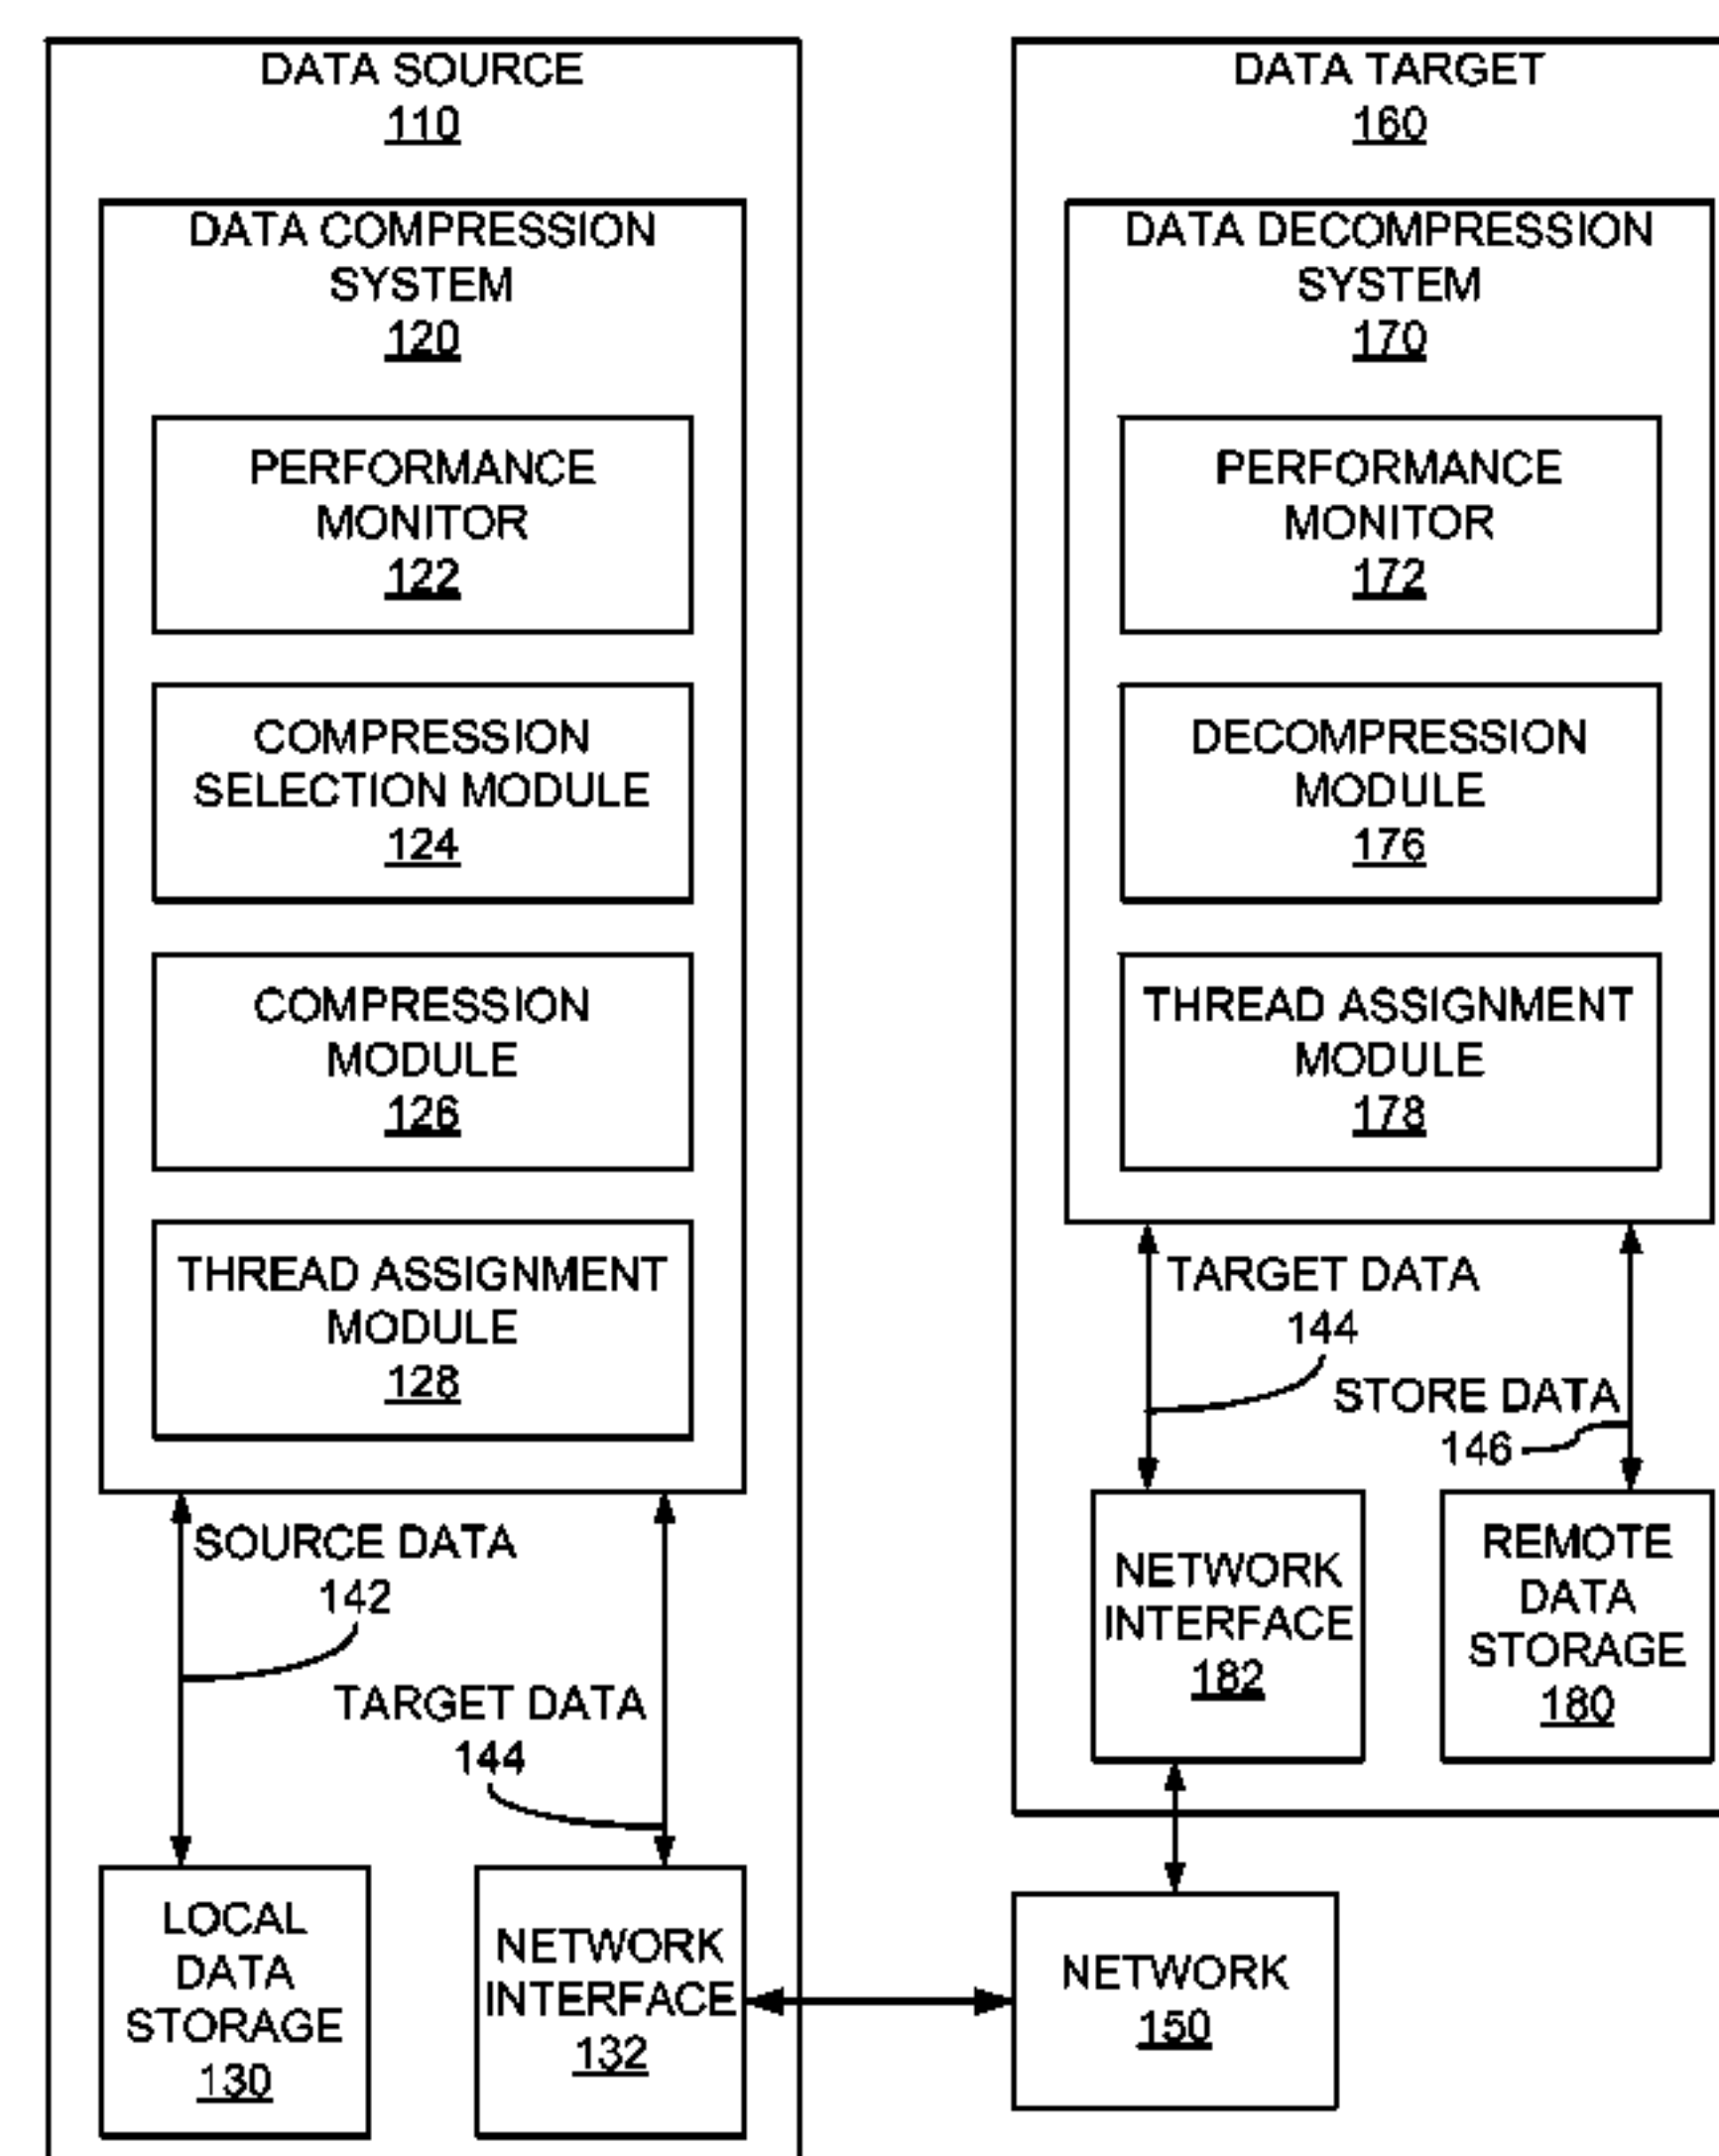 DATA SOURCE
110
DATA COMPRESSION
SYSTEM
120
PERFORMANCE
MONITOR
122
COMPRESSION
SELECTION MODULE
124
COMPRESSION
MODULE
126
THREAD ASSIGNMENT
MODULE
128
SOURCE DATA
142
TARGET DATA
144
LOCAL
DATA
STORAGE
130
NETWORK
INTERFACE
132
DATA TARGET
160
DATA DECOMPRESSION
SYSTEM
170
PERFORMANCE
MONITOR
172
DECOMPRESSION
MODULE
176
THREAD ASSIGNMENT
MODULE
178
TARGET DATA
144
STORE DATA
146
NETWORK
INTERFACE
182
REMOTE
DATA
STORAGE
180
NETWORK
150